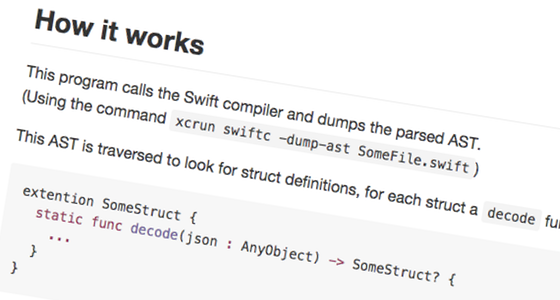 How it works
This program calls the Swift compiler and dumps the parsed AST.
(Using the command xcrun swiftc -dump-ast SomeFile.swift)
This AST is traversed to look for struct definitions, for each struct a decode
extention SomeStruct {
static func decode(json : AnyObject) -> SomeStruct? {
...
}
}